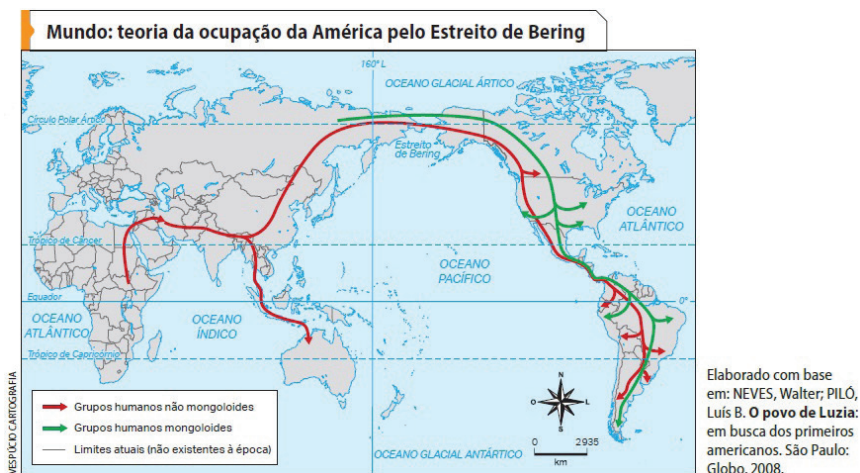 Mundo: teoria da ocupação da América pelo Estreito de Bering
160° L
OCEANO GLACIAL ÁRTICO
Círculo Polar Ártico
Estreito
de Bering
OCEANO
ATLÂNTICO
Trópico de Câncer
OCEANO
PACÍFICO
Equador
0°
OCEANO
ATLÂNTICO
OCEANO
ÍNDICO
Trópico de Capricórnio
Grupos humanos não mongoloides
Grupos humanos mongoloides
Limites atuais (não existentes à época)
N
O
L
S
0
2935
km
OCEANO GLACIAL ANTÁRTICO
VESPÚCIO CARTOGRAFIA
Elaborado com base
em: NEVES, Walter; PILÓ,
Luís B. O povo de Luzia:
em busca dos primeiros
americanos. São Paulo:
Globo, 2008.